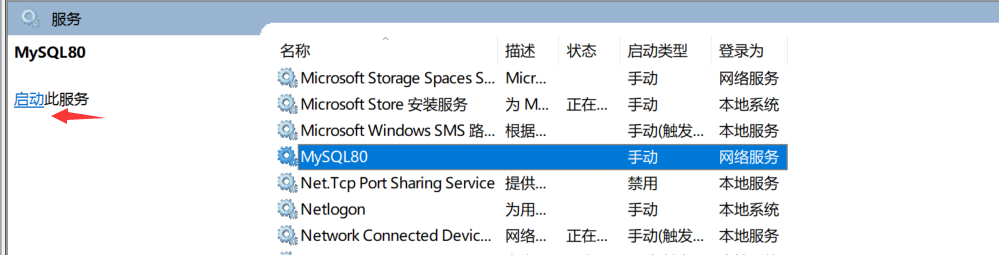 服务
MySQL80
启动此服务
名称 描述 状态 启动类型 登录为
Microsoft Storage Spaces S... Micr... 手动 网络服务
Microsoft Store 安装服务 为 M... 正在... 手动 本地系统
Microsoft Windows SMS 路... 根据... 手动(触发... 本地服务
MySQL80 手动 网络服务
Net.Tcp Port Sharing Service 提供... 禁用 本地服务
Netlogon 为用... 手动 本地系统
Network Connected Devic... 网络... 正在... 手动(触发... 本地服务